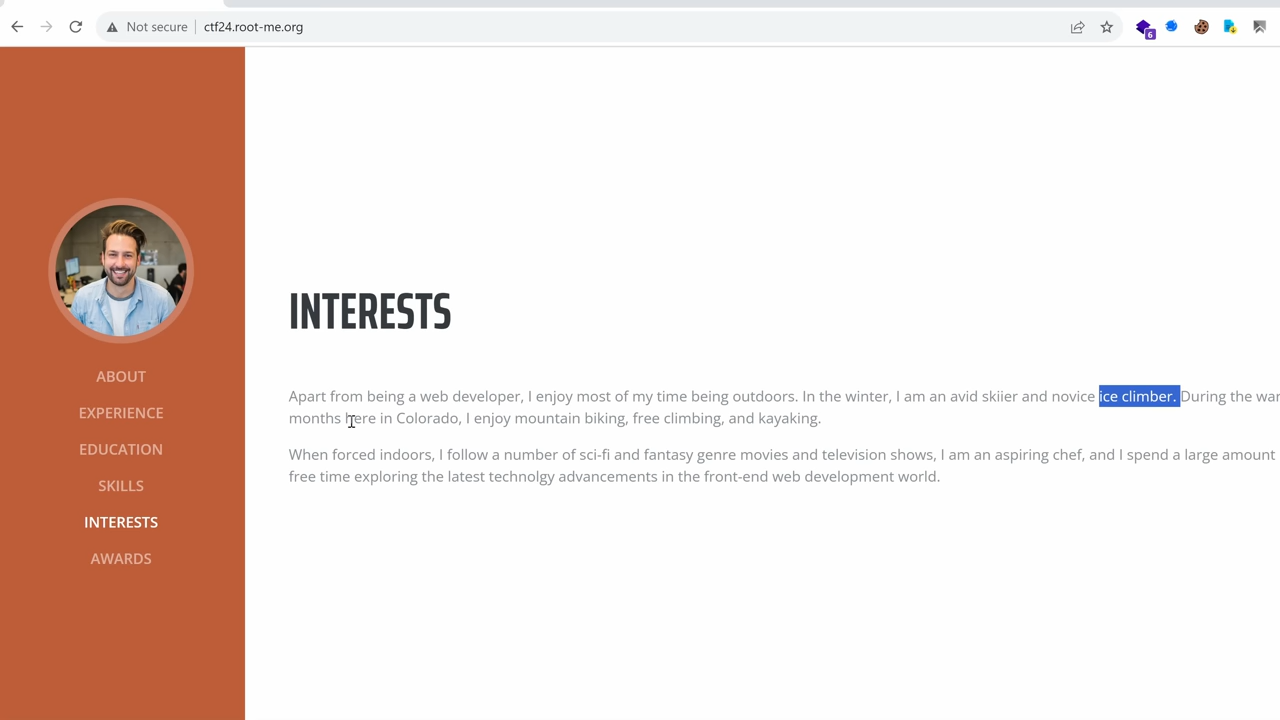 Not secure
ctf24.root-me.org
6
ABOUT
EXPERIENCE
EDUCATION
SKILLS
INTERESTS
AWARDS
INTERESTS
Apart from being a web developer, I enjoy most of my time being outdoors. In the winter, I am an avid skiier and novice ice climber. During the
months here in Colorado, I enjoy mountain biking, free climbing, and kayaking.
When forced indoors, I follow a number of sci-fi and fantasy genre movies and television shows, I am an aspiring chef, and I spend a large amount
free time exploring the latest technolgy advancements in the front-end web development world.